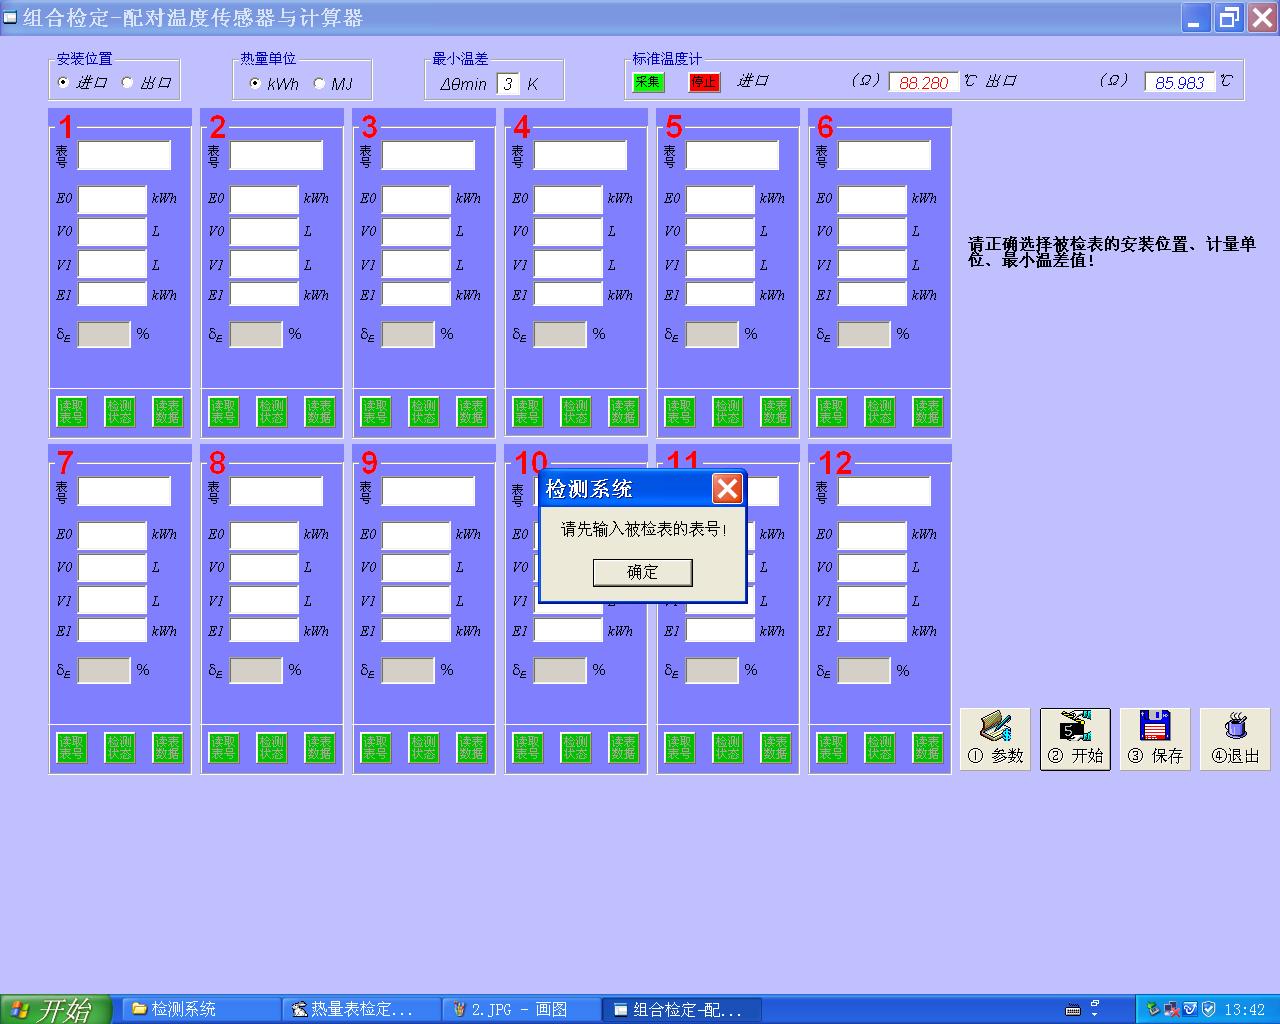 组合检定-配对温度传感器与计算器
安装位置 热量单位 最小温差 标准温度计
进口 出口 kWh MJ Δθmin 3 K 采集 停止 进口 (Ω) 88.280 ℃ 出口 (Ω) 85.983 ℃
1 2 3 4 5 6
表号 表号 表号 表号 表号 表号
E0 kWh E0 kWh E0 kWh E0 kWh E0 kWh E0 kWh
V0 L V0 L V0 L V0 L V0 L V0 L
请正确选择被检表的安装位置、计量单
位、最小温差值!
V1 L V1 L V1 L V1 L V1 L V1 L
E1 kWh E1 kWh E1 kWh E1 kWh E1 kWh E1 kWh
δE % δE % δE % δE % δE % δE %
读取表号 检测状态 读表数据 读取表号 检测状态 读表数据 读取表号 检测状态 读表数据 读取表号 检测状态 读表数据 读取表号 检测状态 读表数据 读取表号 检测状态 读表数据
7 8 9 10 11 12
表号 表号 表号 表号 表号
E0 kWh E0 kWh E0 kWh E0 kWh E0 kWh
V0 L V0 L V0 L V0 L V0 L
V1 L V1 L V1 L V1 L L V1 L
E1 kWh E1 kWh E1 kWh E1 kWh E1 kWh E1 kWh
δE % δE % δE % δE % δE % δE %
读取表号 检测状态 读表数据 读取表号 检测状态 读表数据 读取表号 检测状态 读表数据 读取表号 检测状态 读表数据 读取表号 检测状态 读表数据 读取表号 检测状态 读表数据
检测系统
请先输入被检表的表号!
确定
① 参数 ② 开始 ③ 保存 ④退出
开始 检测系统 热量表检定... 2.JPG - 画图 组合检定-配... 13:42